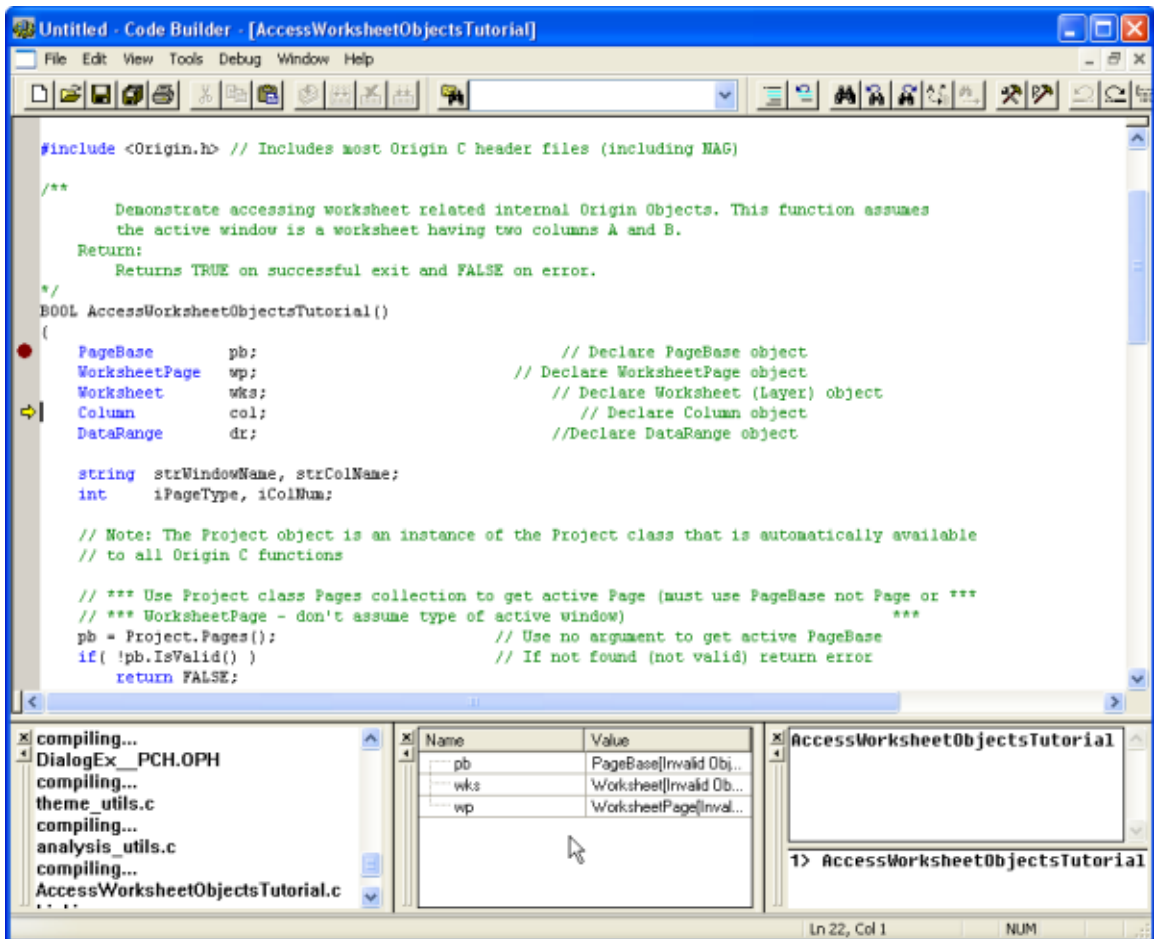 Untitled - Code Builder - [AccessWorksheetObjectsTutorial]
File Edit View Tools Debug Window Help
#include <Origin.h> // Includes most Origin C header files (including NAG)
/**
Demonstrate accessing worksheet related internal Origin Objects. This function assumes
the active window is a worksheet having two columns A and B.
Return:
Returns TRUE on successful exit and FALSE on error.
*/
BOOL AccessWorksheetObjectsTutorial()
{
PageBase pb; // Declare PageBase object
WorksheetPage wp; // Declare WorksheetPage object
Worksheet wks; // Declare Worksheet (Layer) object
Column col; // Declare Column object
DataRange dr; //Declare DataRange object
string strWindowName, strColName;
int iPageType, iColNum;
// Note: The Project object is an instance of the Project class that is automatically available
// to all Origin C functions
// *** Use Project class Pages collection to get active Page (must use PageBase not Page or ***
// *** WorksheetPage - don't assume type of active window) ***
pb = Project.Pages(); // Use no argument to get active PageBase
if( !pb.IsValid() ) // If not found (not valid) return error
return FALSE;
compiling...
DialogEx__PCH.OPH
compiling...
theme_utils.c
compiling...
analysis_utils.c
compiling...
AccessWorksheetObjectsTutorial.c
Name Value
pb PageBase[Invalid Obj...
wks Worksheet[Invalid Ob...
wp WorksheetPage[Inval...
AccessWorksheetObjectsTutorial
1> AccessWorksheetObjectsTutorial
Ln 22, Col 1 NUM